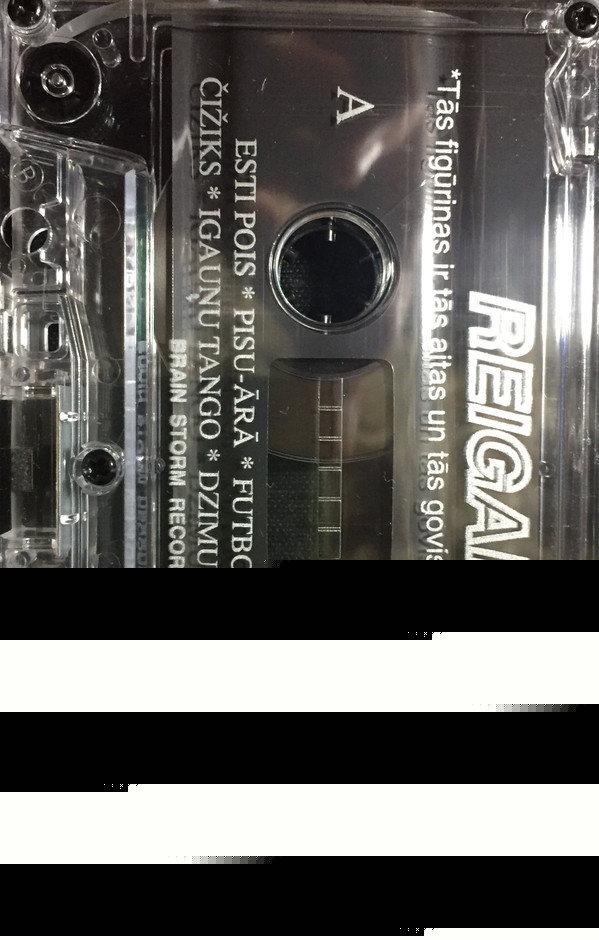 REIGA
*Tās figūriņas ir tās aitas un tās govis
A
ESTI POIS * PISU-ĀRĀ * FUTBO
ČIŽIKS * IGAUŅU TANGO * DZIMU
BRAIN STORM RECOR